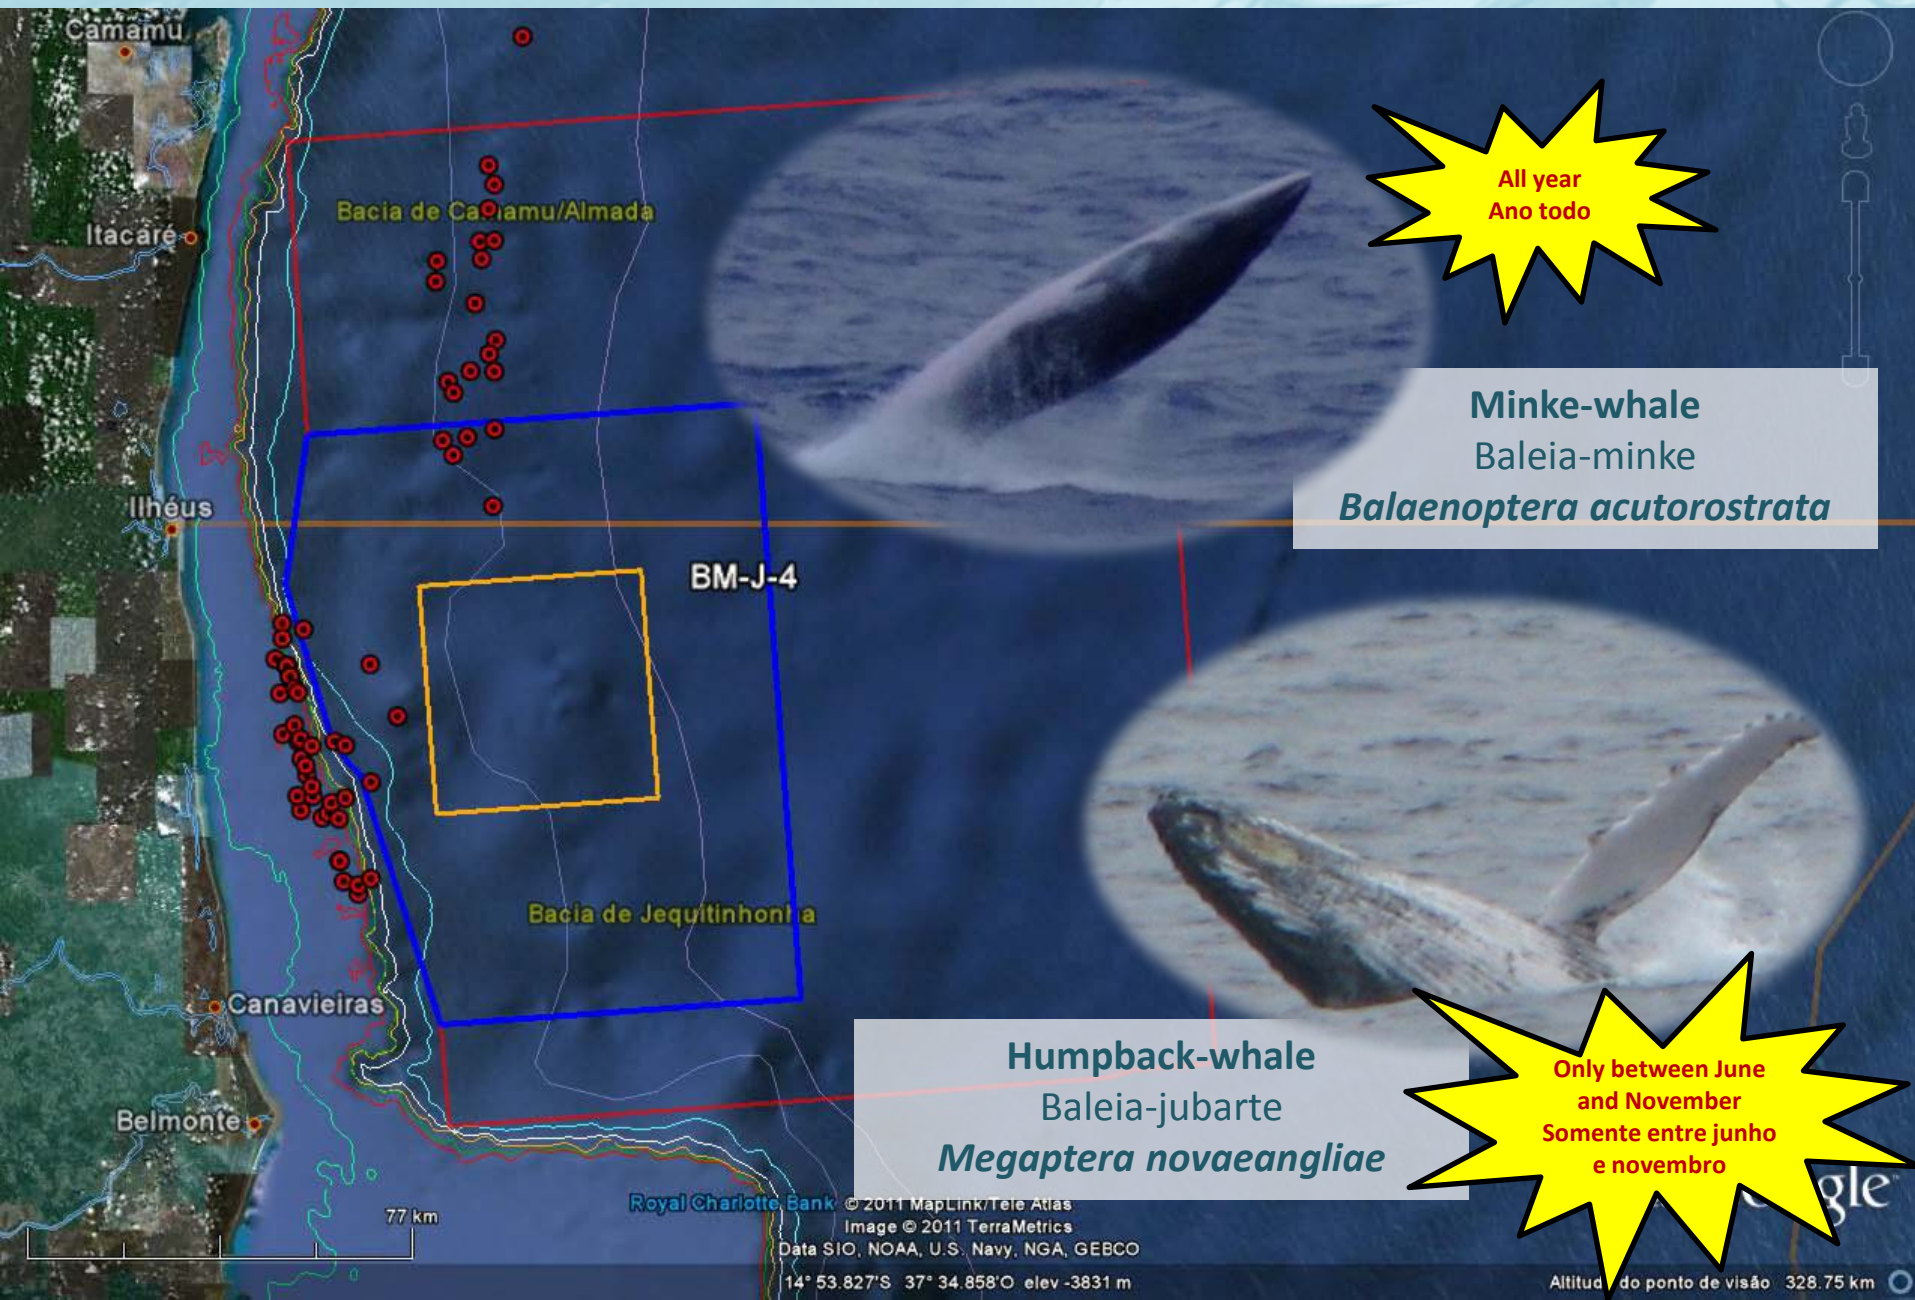 Camamu
All year
Ano todo
Bacia de Camamu/Almada
Itacaré
Minke-whale
Baleia-minke
Balaenoptera acutorostrata
Ilhéus
BM-J-4
Bacia de Jequitinhonha
Canavieiras
Humpback-whale
Baleia-jubarte
Megaptera novaeangliae
Only between June
and November
Somente entre junho
e novembro
Belmonte
Royal Charlotte Bank
77 km
© 2011 MapLink/Tele Atlas
Image © 2011 TerraMetrics
Data SIO, NOAA, U.S. Navy, NGA, GEBCO
14° 53.827'S 37° 34.858'O elev -3831 m
Altitud do ponto de visão 328.75 km
gle